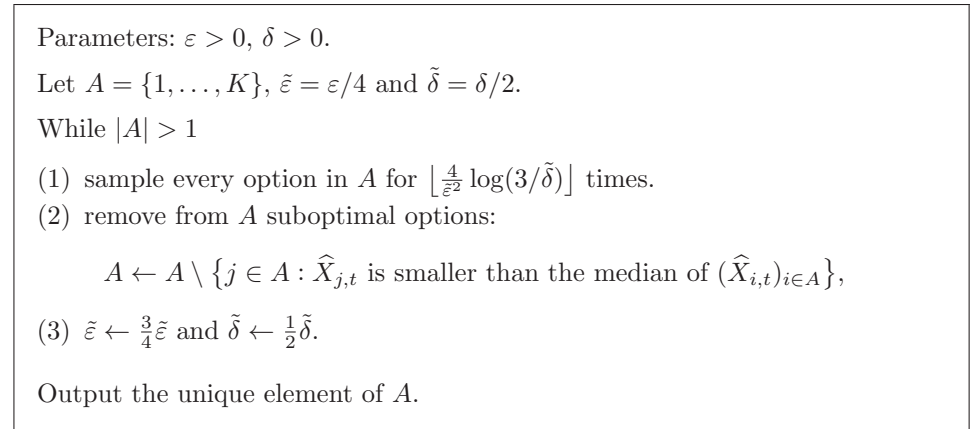 Parameters: ε > 0, δ > 0.
Let A = {1, . . . , K}, ε̃ = ε/4 and δ̃ = δ/2.
While |A| > 1
(1) sample every option in A for ⌊4/ε̃² log(3/δ̃)⌋ times.
(2) remove from A suboptimal options:
A ← A \ {j ∈ A : X̂_{j,t} is smaller than the median of (X̂_{i,t})_{i∈A}},
(3) ε̃ ← 3/4 ε̃ and δ̃ ← 1/2 δ̃.
Output the unique element of A.